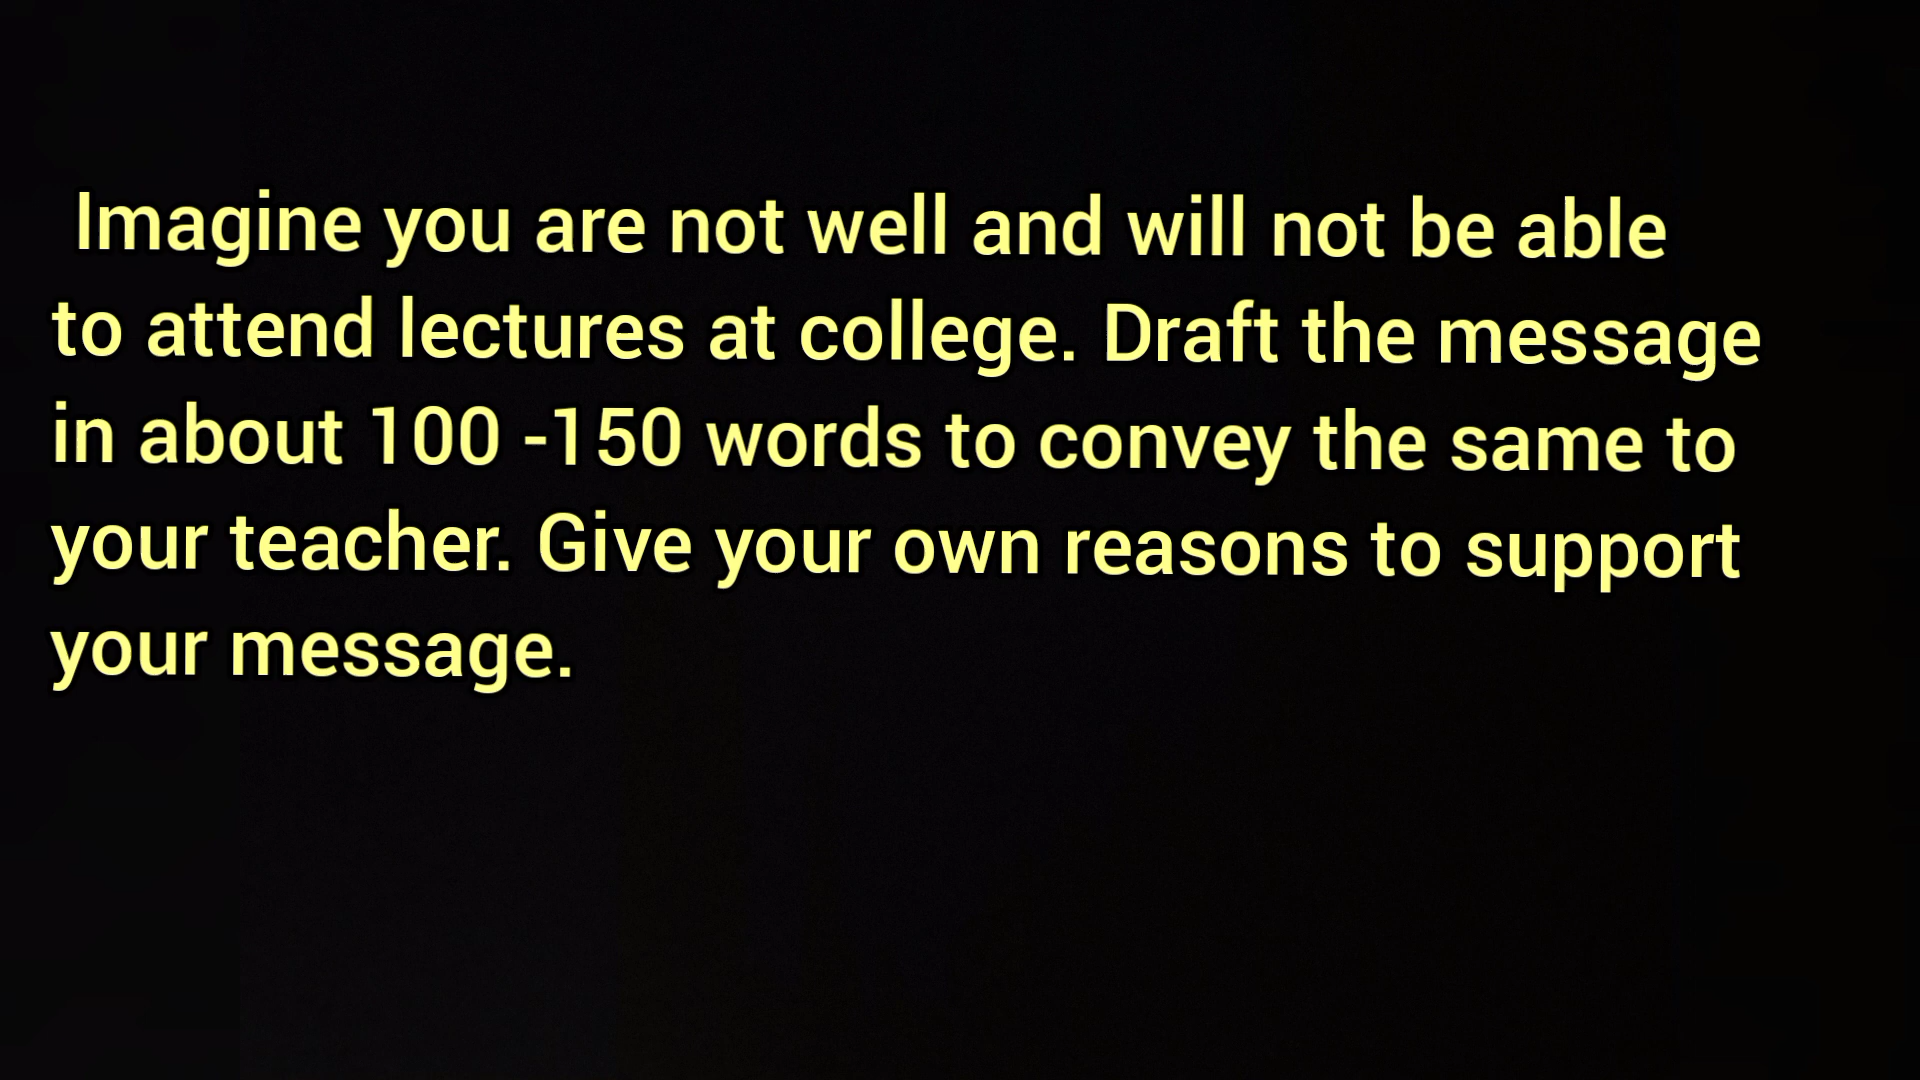 Imagine you are not well and will not be able
to attend lectures at college. Draft the message
in about 100 -150 words to convey the same to
your teacher. Give your own reasons to support
your message.